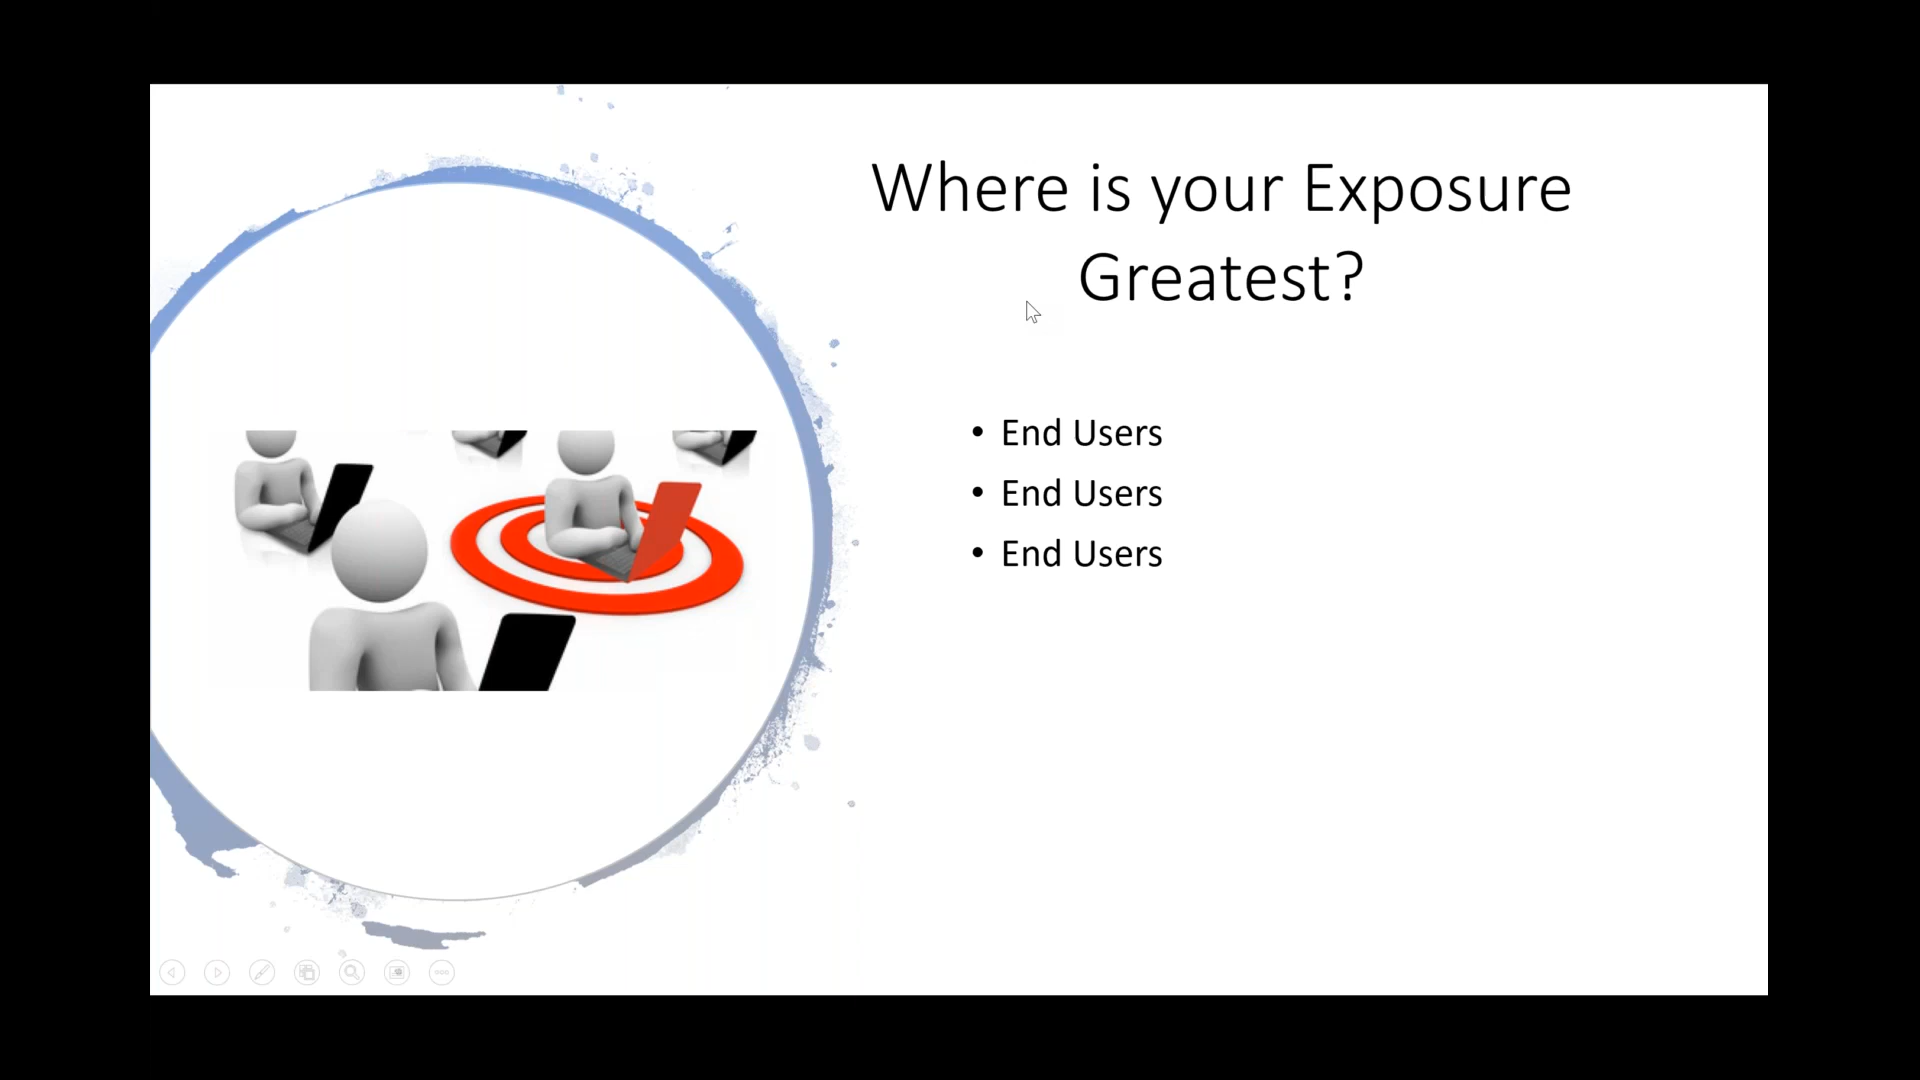 Where is your Exposure
Greatest?
• End Users
• End Users
• End Users